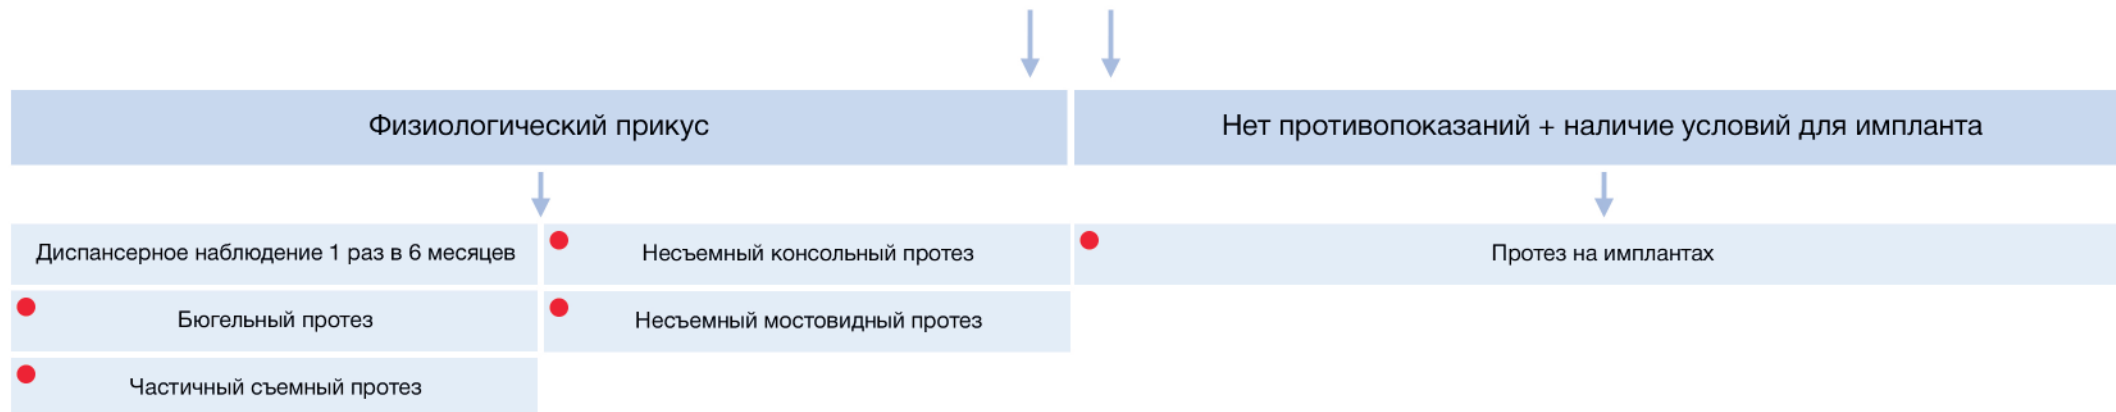 Физиологический прикус
Нет противопоказаний + наличие условий для импланта
Диспансерное наблюдение 1 раз в 6 месяцев
Несъемный консольный протез
Протез на имплантах
Бюгельный протез
Несъемный мостовидный протез
Частичный съемный протез